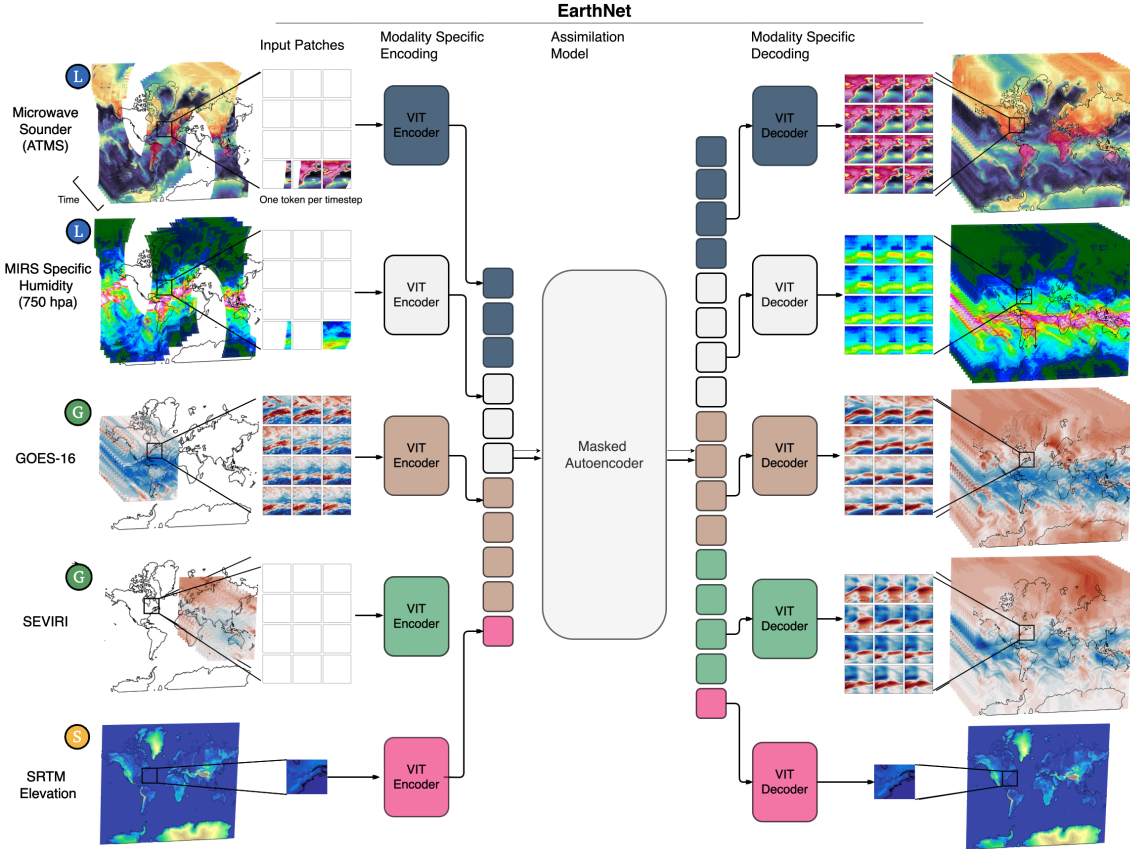 EarthNet
Input Patches
Modality Specific
Encoding
Assimilation
Model
Modality Specific
Decoding
L
Microwave
Sounder
(ATMS)
VIT
Encoder
VIT
Decoder
One token per timestep
Time
L
MIRS Specific
Humidity
(750 hpa)
VIT
Encoder
VIT
Decoder
G
GOES-16
VIT
Encoder
Masked
Autoencoder
VIT
Decoder
G
SEVIRI
VIT
Encoder
VIT
Decoder
S
SRTM
Elevation
VIT
Encoder
VIT
Decoder